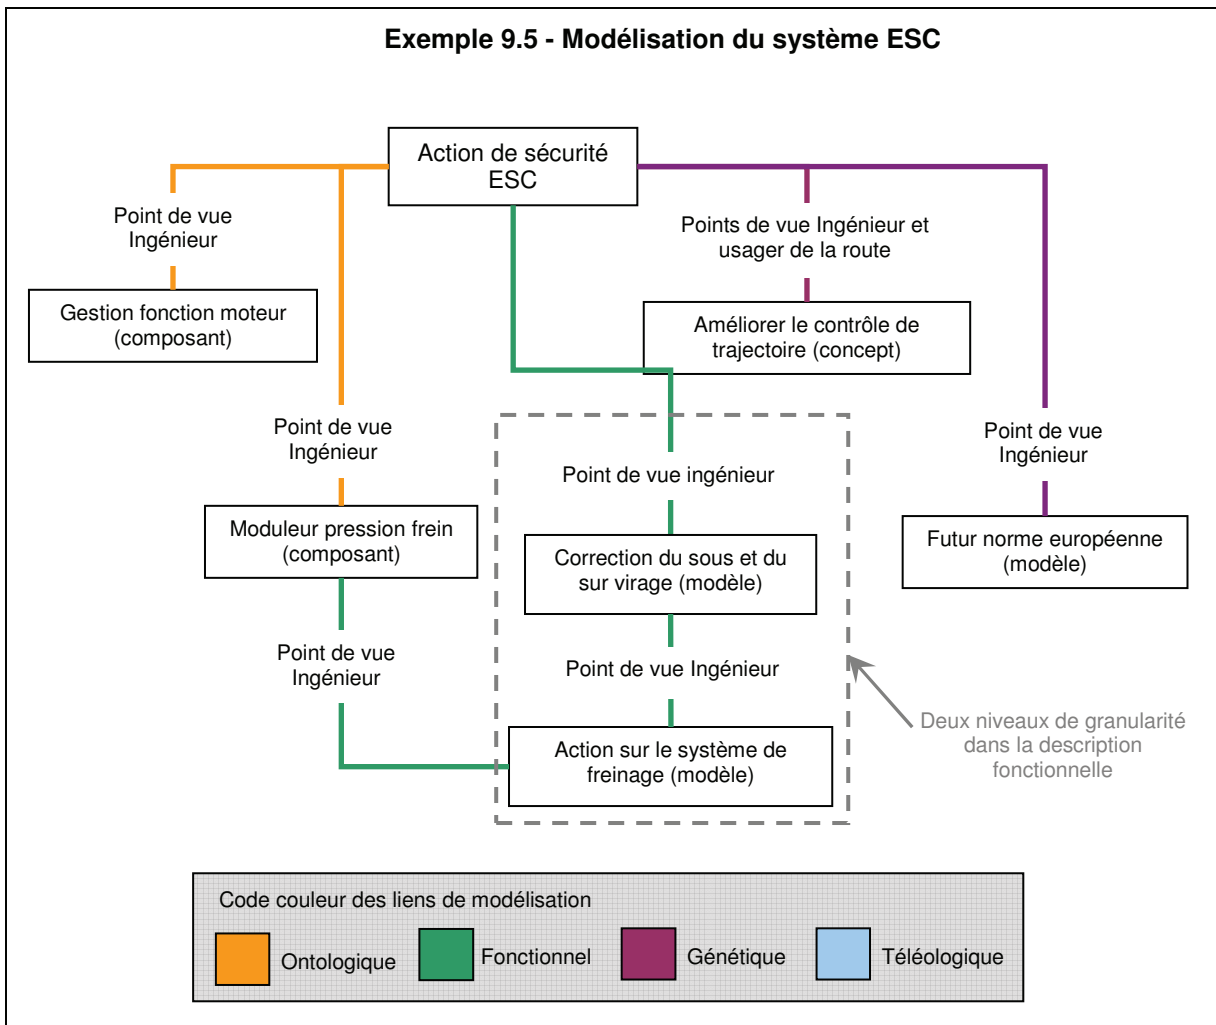 Exemple 9.5 - Modélisation du système ESC
Action de sécurité
ESC
Point de vue
Ingénieur
Points de vue Ingénieur et
usager de la route
Gestion fonction moteur
(composant)
Améliorer le contrôle de
trajectoire (concept)
Point de vue
Ingénieur
Point de vue ingénieur
Point de vue
Ingénieur
Moduleur pression frein
(composant)
Correction du sous et du
sur virage (modèle)
Futur norme européenne
(modèle)
Point de vue
Ingénieur
Point de vue Ingénieur
Action sur le système de
freinage (modèle)
Deux niveaux de granularité
dans la description
fonctionnelle
Code couleur des liens de modélisation
Ontologique
Fonctionnel
Génétique
Téléologique